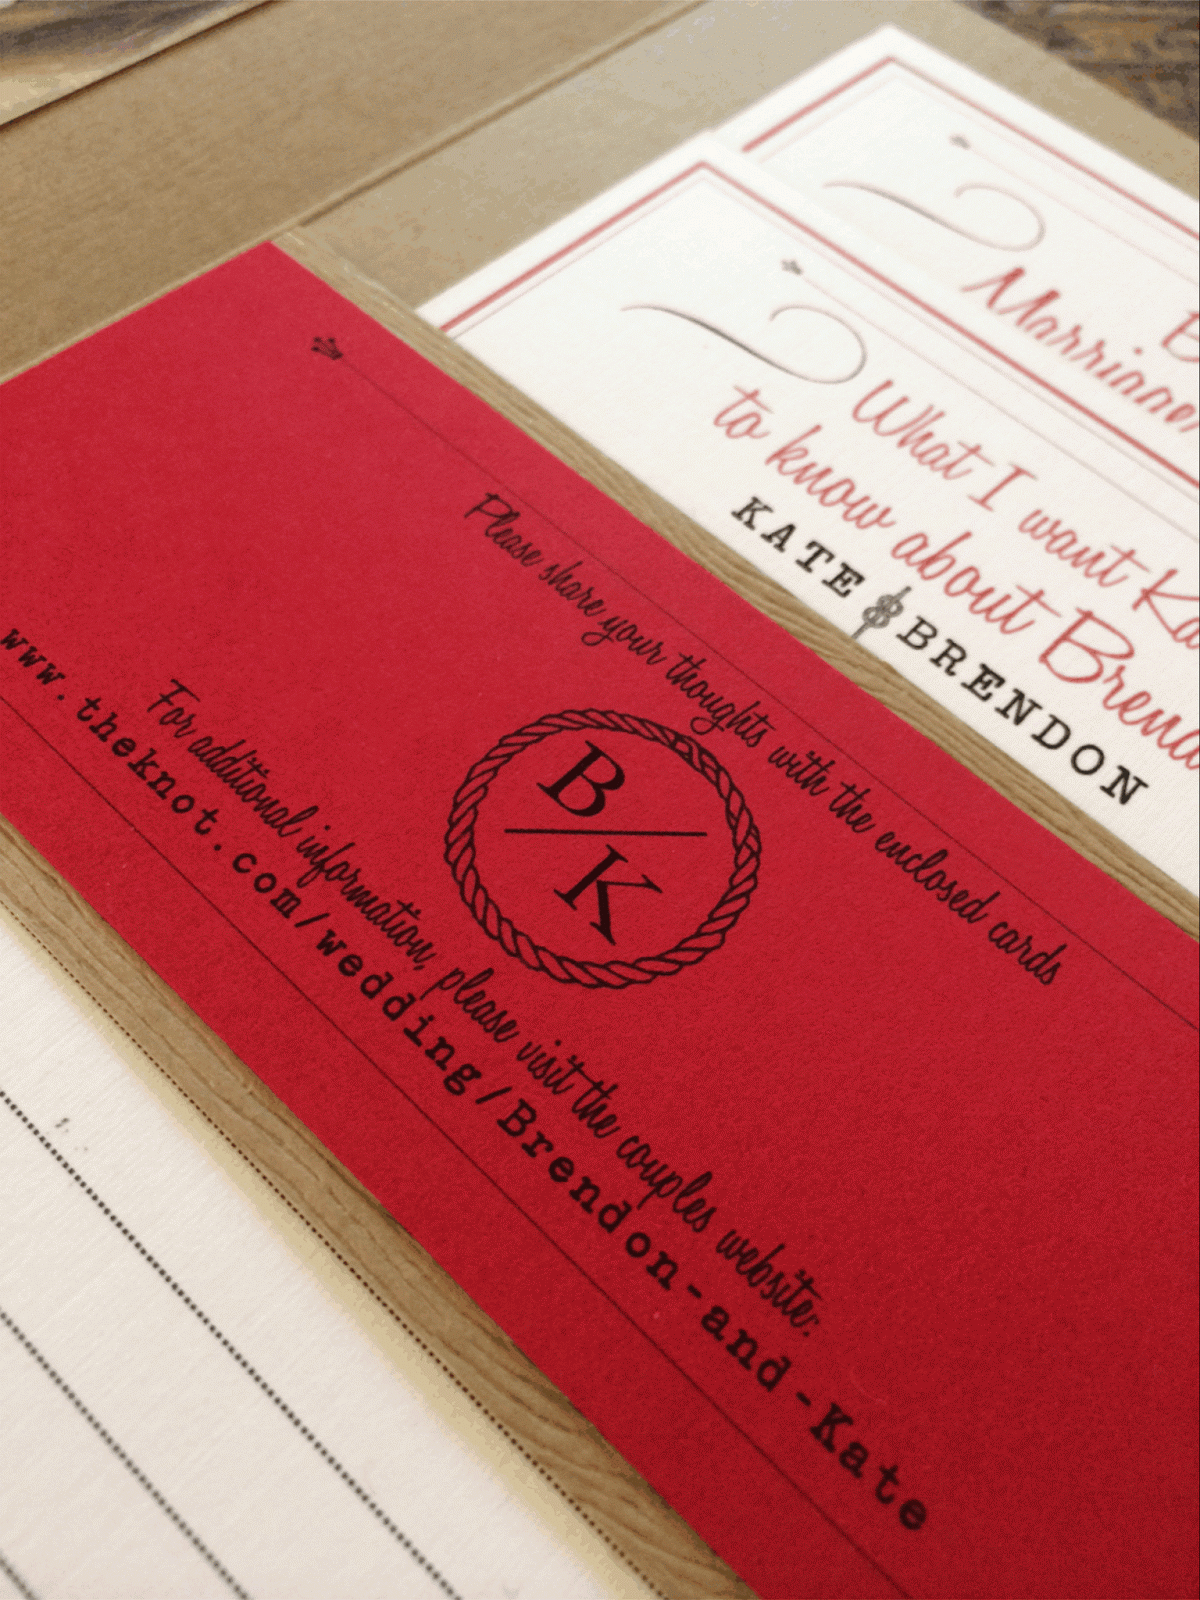 Please share your thoughts with the enclosed cards
B
K
For additional information, please visit the couples website:
www.theknot.com/wedding/Brendon-and-Kate
What I want
to know about
KATE & BRENDON